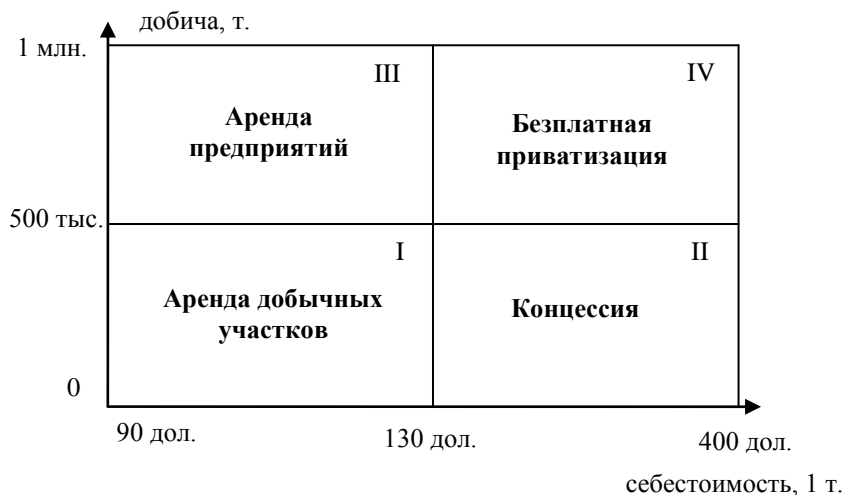 добича, т.
1 млн.
III
IV
Аренда
предприятий
Безплатная
приватизация
500 тыс.
I
II
Аренда добычных
участков
Концессия
0
90 дол.
130 дол.
400 дол.
себестоимость, 1 т.